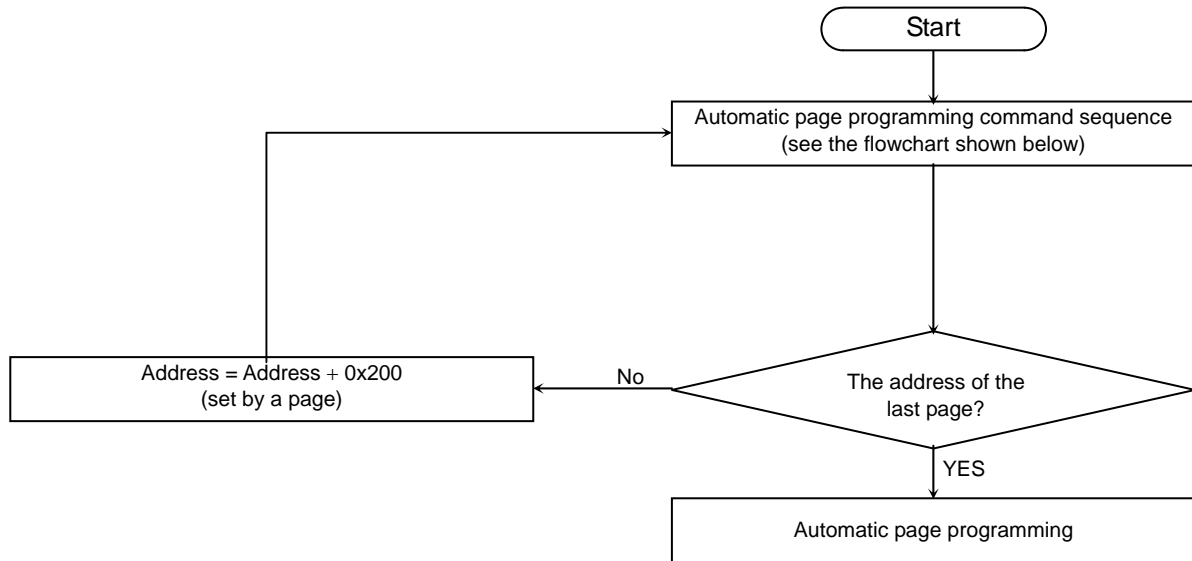 Start
Automatic page programming command sequence
(see the flowchart shown below)
Address = Address + 0x200
(set by a page)
No
The address of the
last page?
YES
Automatic page programming